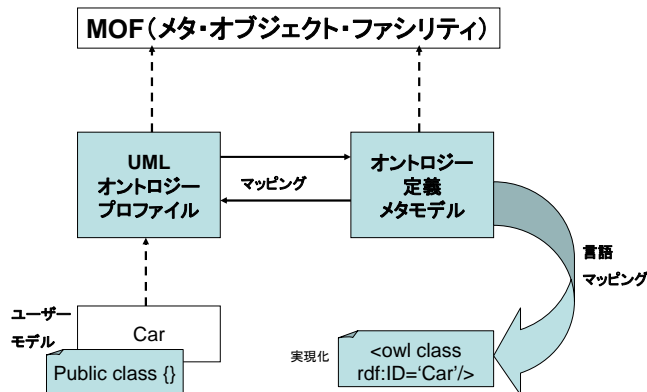 MOF(メタ・オブジェクト・ファシリティ)
UML
オントロジー
プロファイル
マッピング
オントロジー
定義
メタモデル
言語
マッピング
ユーザー
モデル
Car
Public class {}
実現化
<owl class
rdf:ID=‘Car’/>